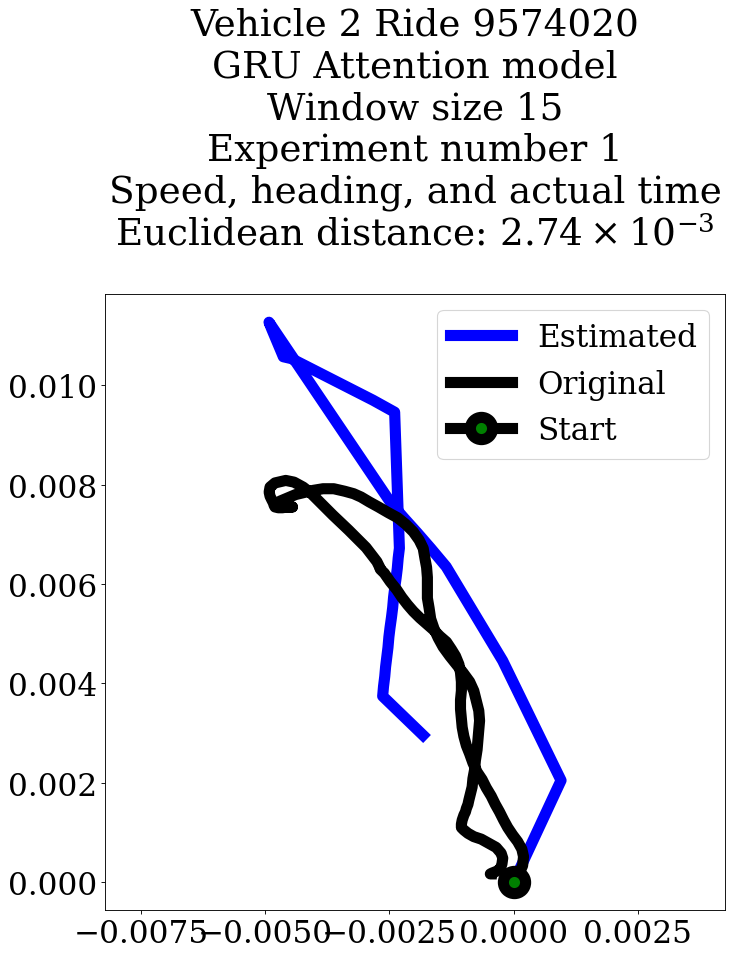 Vehicle 2 Ride 9574020
GRU Attention model
Window size 15
Experiment number 1
Speed, heading, and actual time
Euclidean distance: 2.74 × 10⁻³
Estimated
Original
Start
0.010
0.008
0.006
0.004
0.002
0.000
−0.0075 −0.0050 −0.0025 0.0000 0.0025